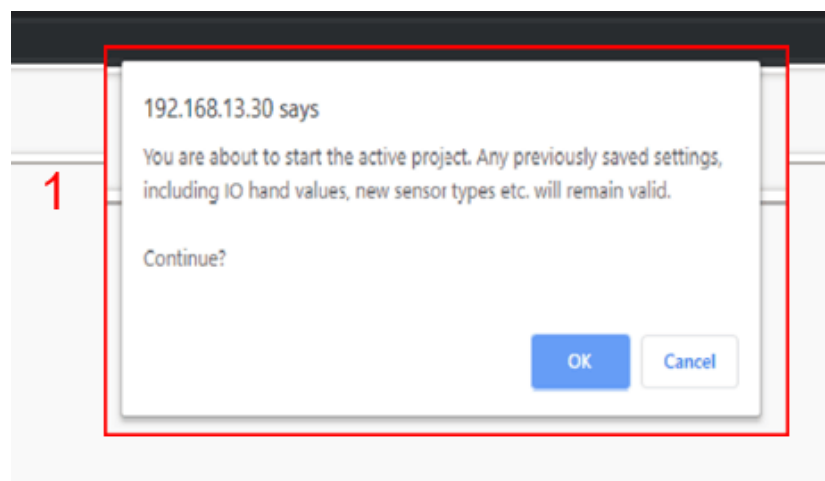 192.168.13.30 says
You are about to start the active project. Any previously saved settings,
including IO hand values, new sensor types etc. will remain valid.
1
Continue?
OK Cancel